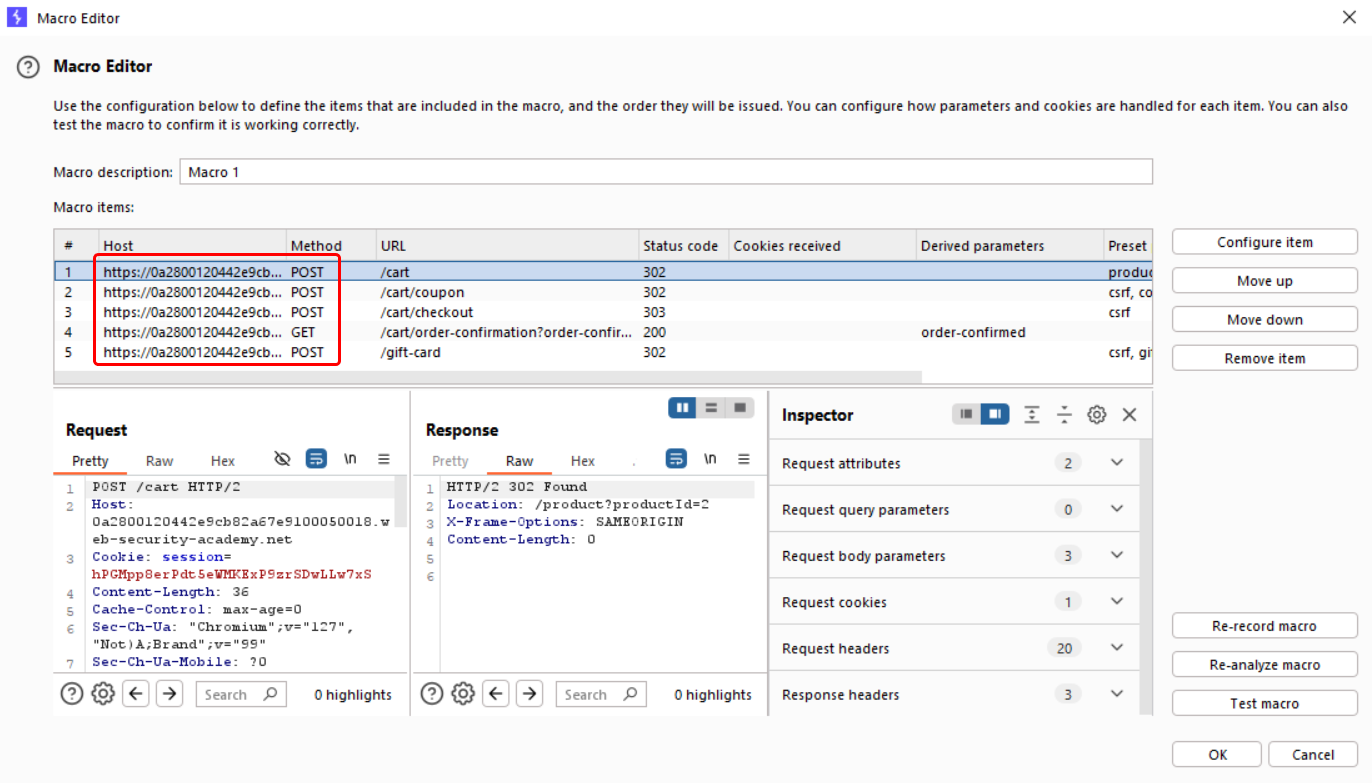 Macro Editor
Macro Editor
Use the configuration below to define the items that are included in the macro, and the order they will be issued. You can configure how parameters and cookies are handled for each item. You can also
test the macro to confirm it is working correctly.
Macro description: Macro 1
Macro items:
# Host Method URL Status code Cookies received Derived parameters Preset
1 https://0a2800120442e9cb... POST /cart 302 produc
2 https://0a2800120442e9cb... POST /cart/coupon 302 csrf, co
3 https://0a2800120442e9cb... POST /cart/checkout 303 csrf
4 https://0a2800120442e9cb... GET /cart/order-confirmation?order-confir... 200 order-confirmed
5 https://0a2800120442e9cb... POST /gift-card 302 csrf, gi
Configure item
Move up
Move down
Remove item
Request
Pretty Raw Hex \n
1 POST /cart HTTP/2
2 Host:
0a2800120442e9cb82a67e9100050018.w
eb-security-academy.net
3 Cookie: session=
hPGMpp8erPdt5eWMKExP9zrSDwLLw7xS
4 Content-Length: 36
5 Cache-Control: max-age=0
6 Sec-Ch-Ua: "Chromium";v="127",
"Not)A;Brand";v="99"
7 Sec-Ch-Ua-Mobile: ?0
Search 0 highlights
Response
Pretty Raw Hex \n
1 HTTP/2 302 Found
2 Location: /product?productId=2
3 X-Frame-Options: SAMEORIGIN
4 Content-Length: 0
5
6
Search 0 highlights
Inspector
Request attributes 2
Request query parameters 0
Request body parameters 3
Request cookies 1
Request headers 20
Response headers 3
Re-record macro
Re-analyze macro
Test macro
OK Cancel